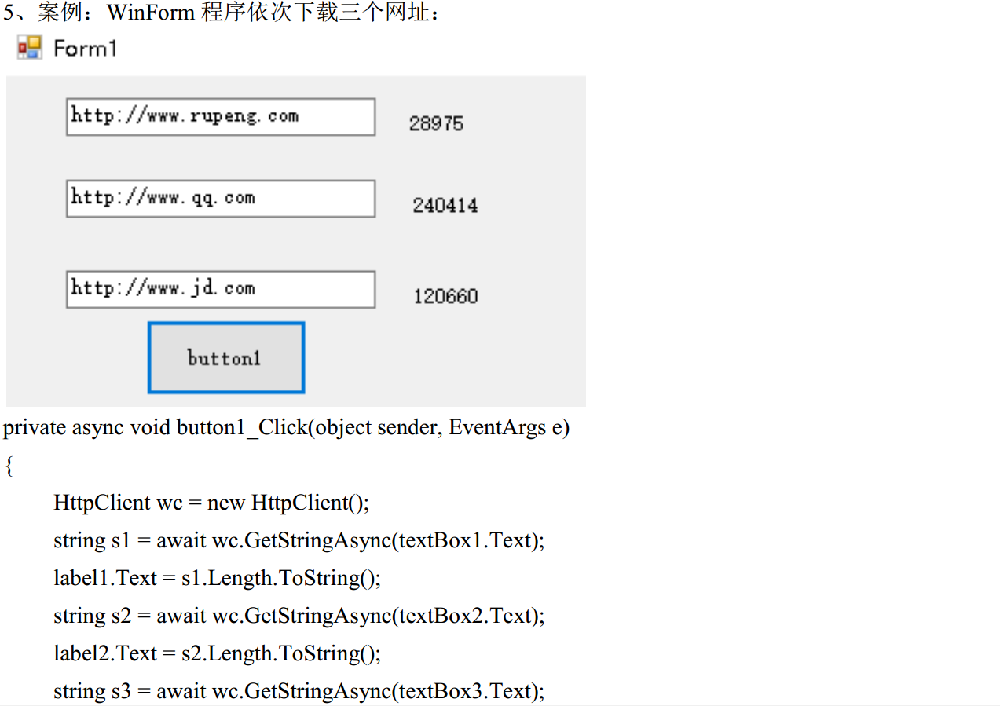 5、案例：WinForm 程序依次下载三个网址：
Form1
http://www.rupeng.com 28975
http://www.qq.com 240414
http://www.jd.com 120660
button1
private async void button1_Click(object sender, EventArgs e)
{
HttpClient wc = new HttpClient();
string s1 = await wc.GetStringAsync(textBox1.Text);
label1.Text = s1.Length.ToString();
string s2 = await wc.GetStringAsync(textBox2.Text);
label2.Text = s2.Length.ToString();
string s3 = await wc.GetStringAsync(textBox3.Text);